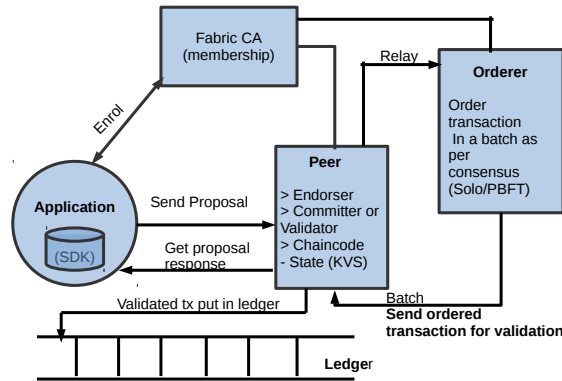 Fabric CA
(membership)
Enrol
Relay
Orderer
Order
transaction
In a batch as
per
consensus
(Solo/PBFT)
Application
(SDK)
Send Proposal
Get proposal
response
Peer
> Endorser
> Committer or
Validator
> Chaincode
- State (KVS)
Validated tx put in ledger
Batch
Send ordered
transaction for validation
Ledger